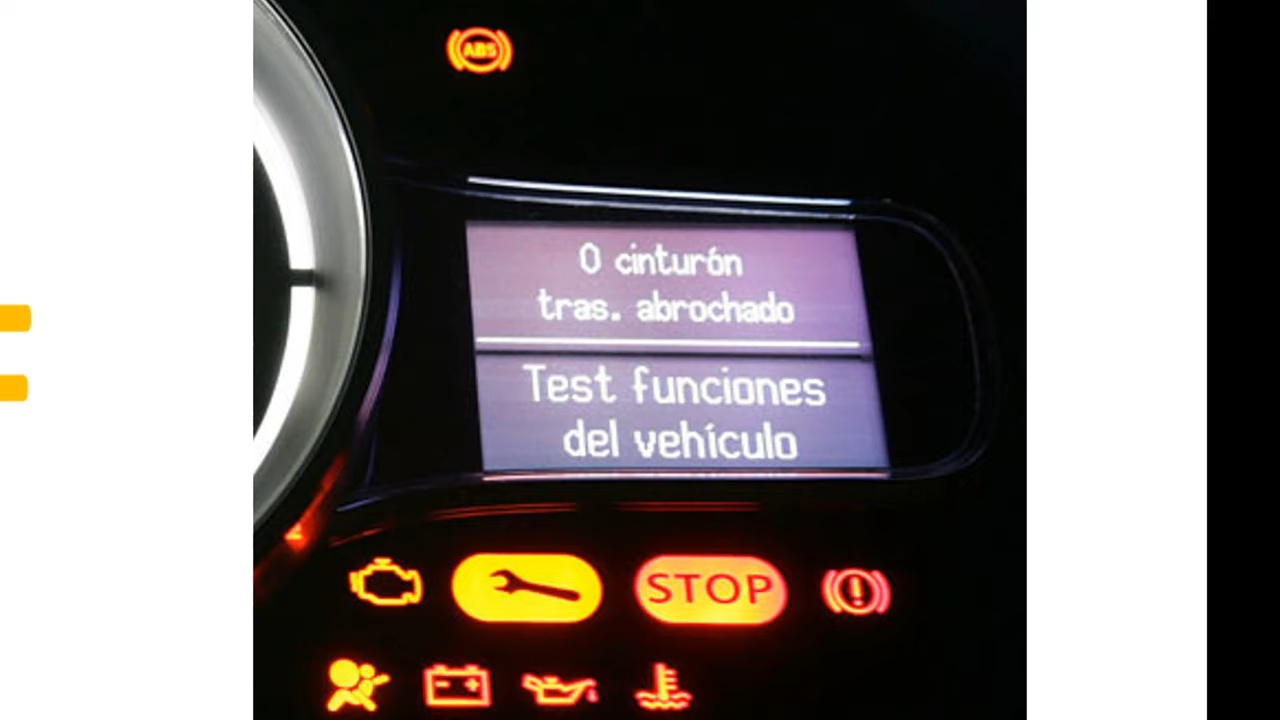 ABS
0 cinturón
tras. abrochado
Test funciones
del vehículo
STOP